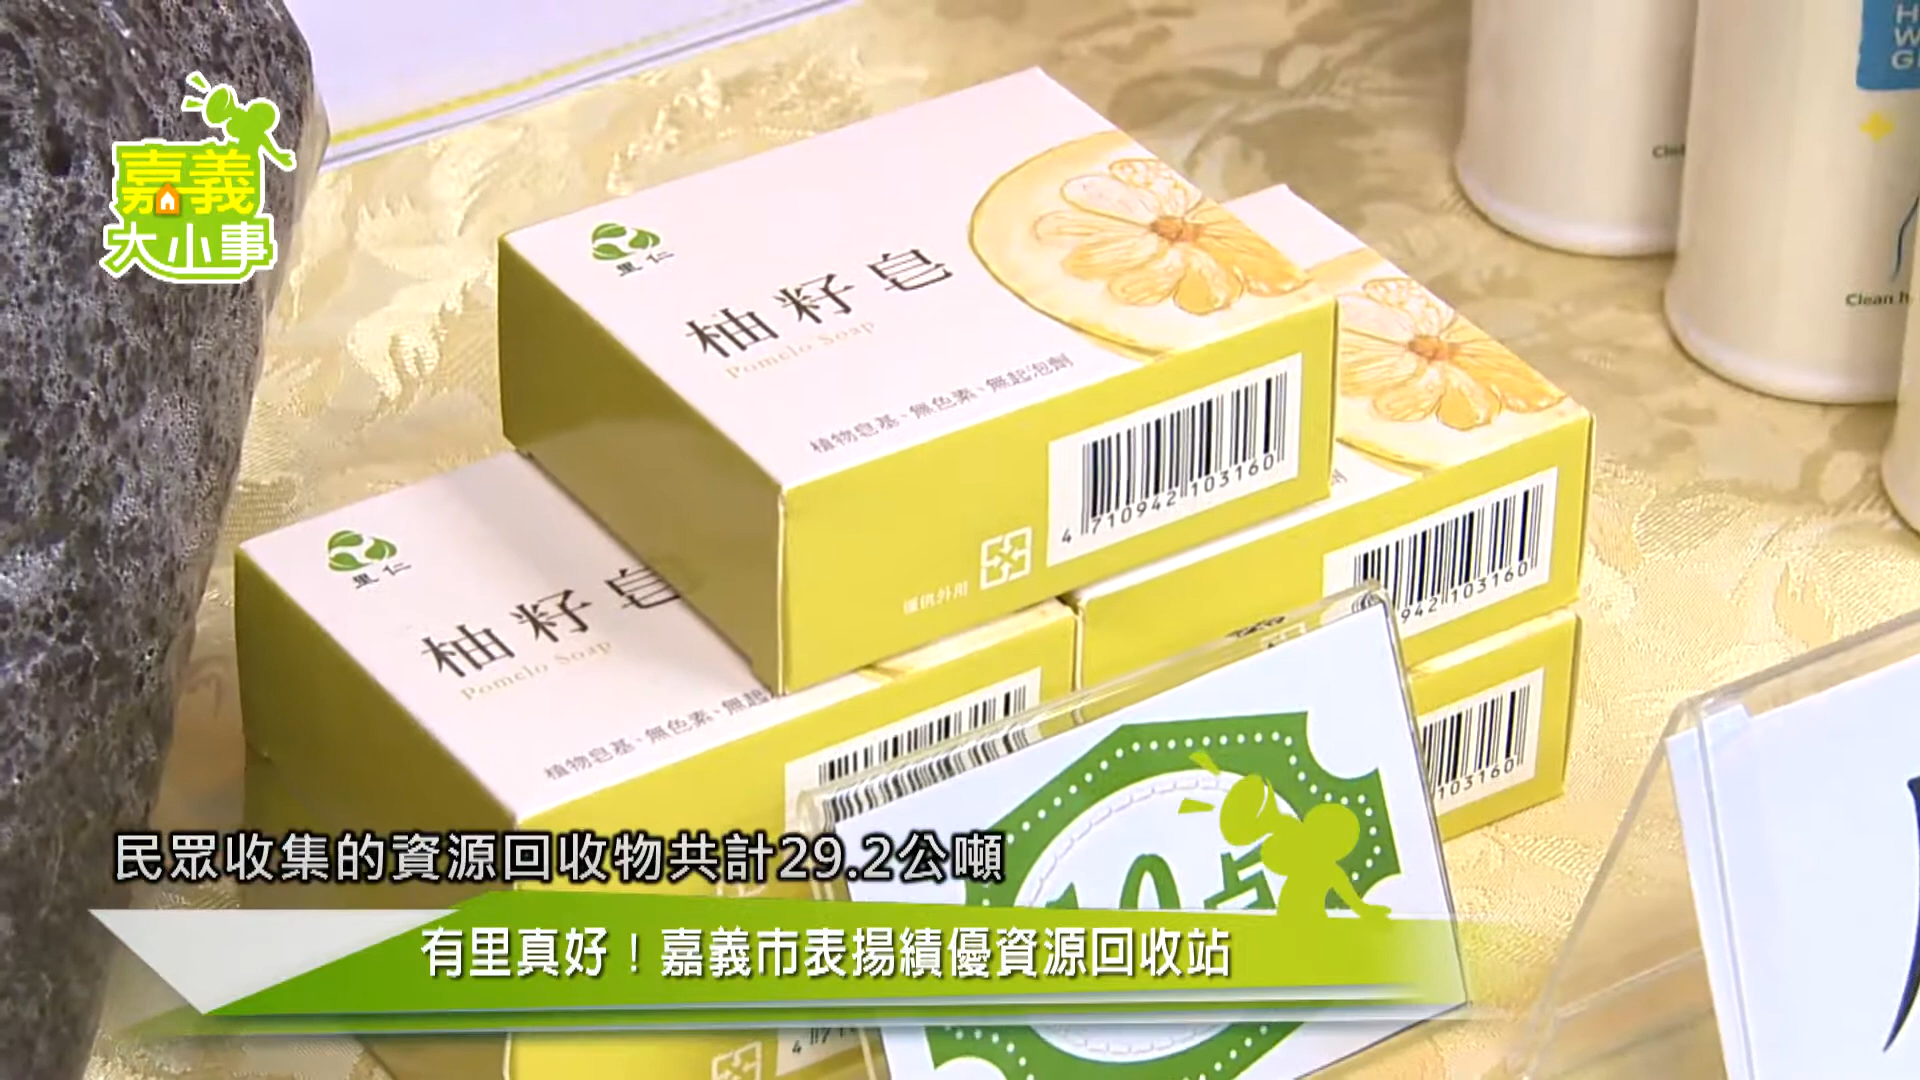 嘉義
大小事
里仁
柚籽皂
Pomelo Soap
植物皂基、無色素、無起泡劑
僅供外用
4 710942 103160
里仁
柚籽皂
Pomelo Soap
植物皂基、無色素、無起
942 103160
103160
Clean h
10点
民眾收集的資源回收物共計29.2公噸
有里真好！嘉義市表揚績優資源回收站